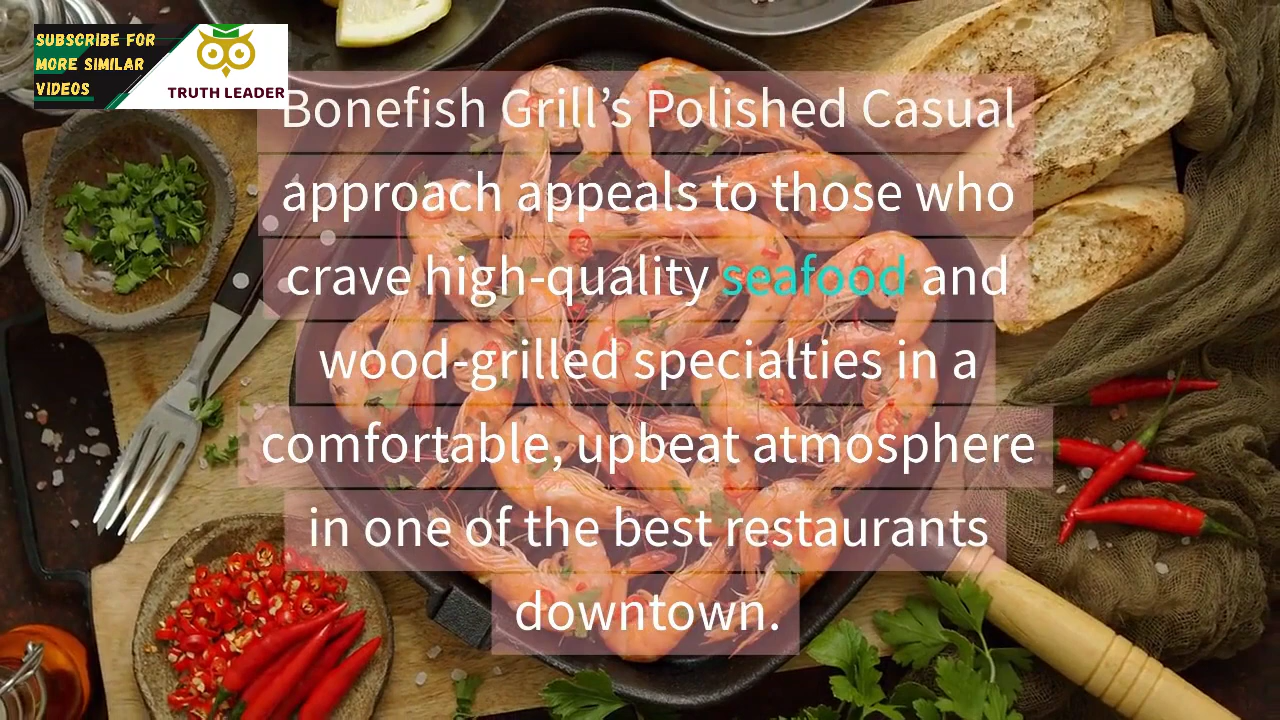 SUBSCRIBE FOR
MORE SIMILAR
VIDEOS
TRUTH LEADER
Bonefish Grill’s Polished Casual
approach appeals to those who
crave high-quality seafood and
wood-grilled specialties in a
comfortable, upbeat atmosphere
in one of the best restaurants
downtown.